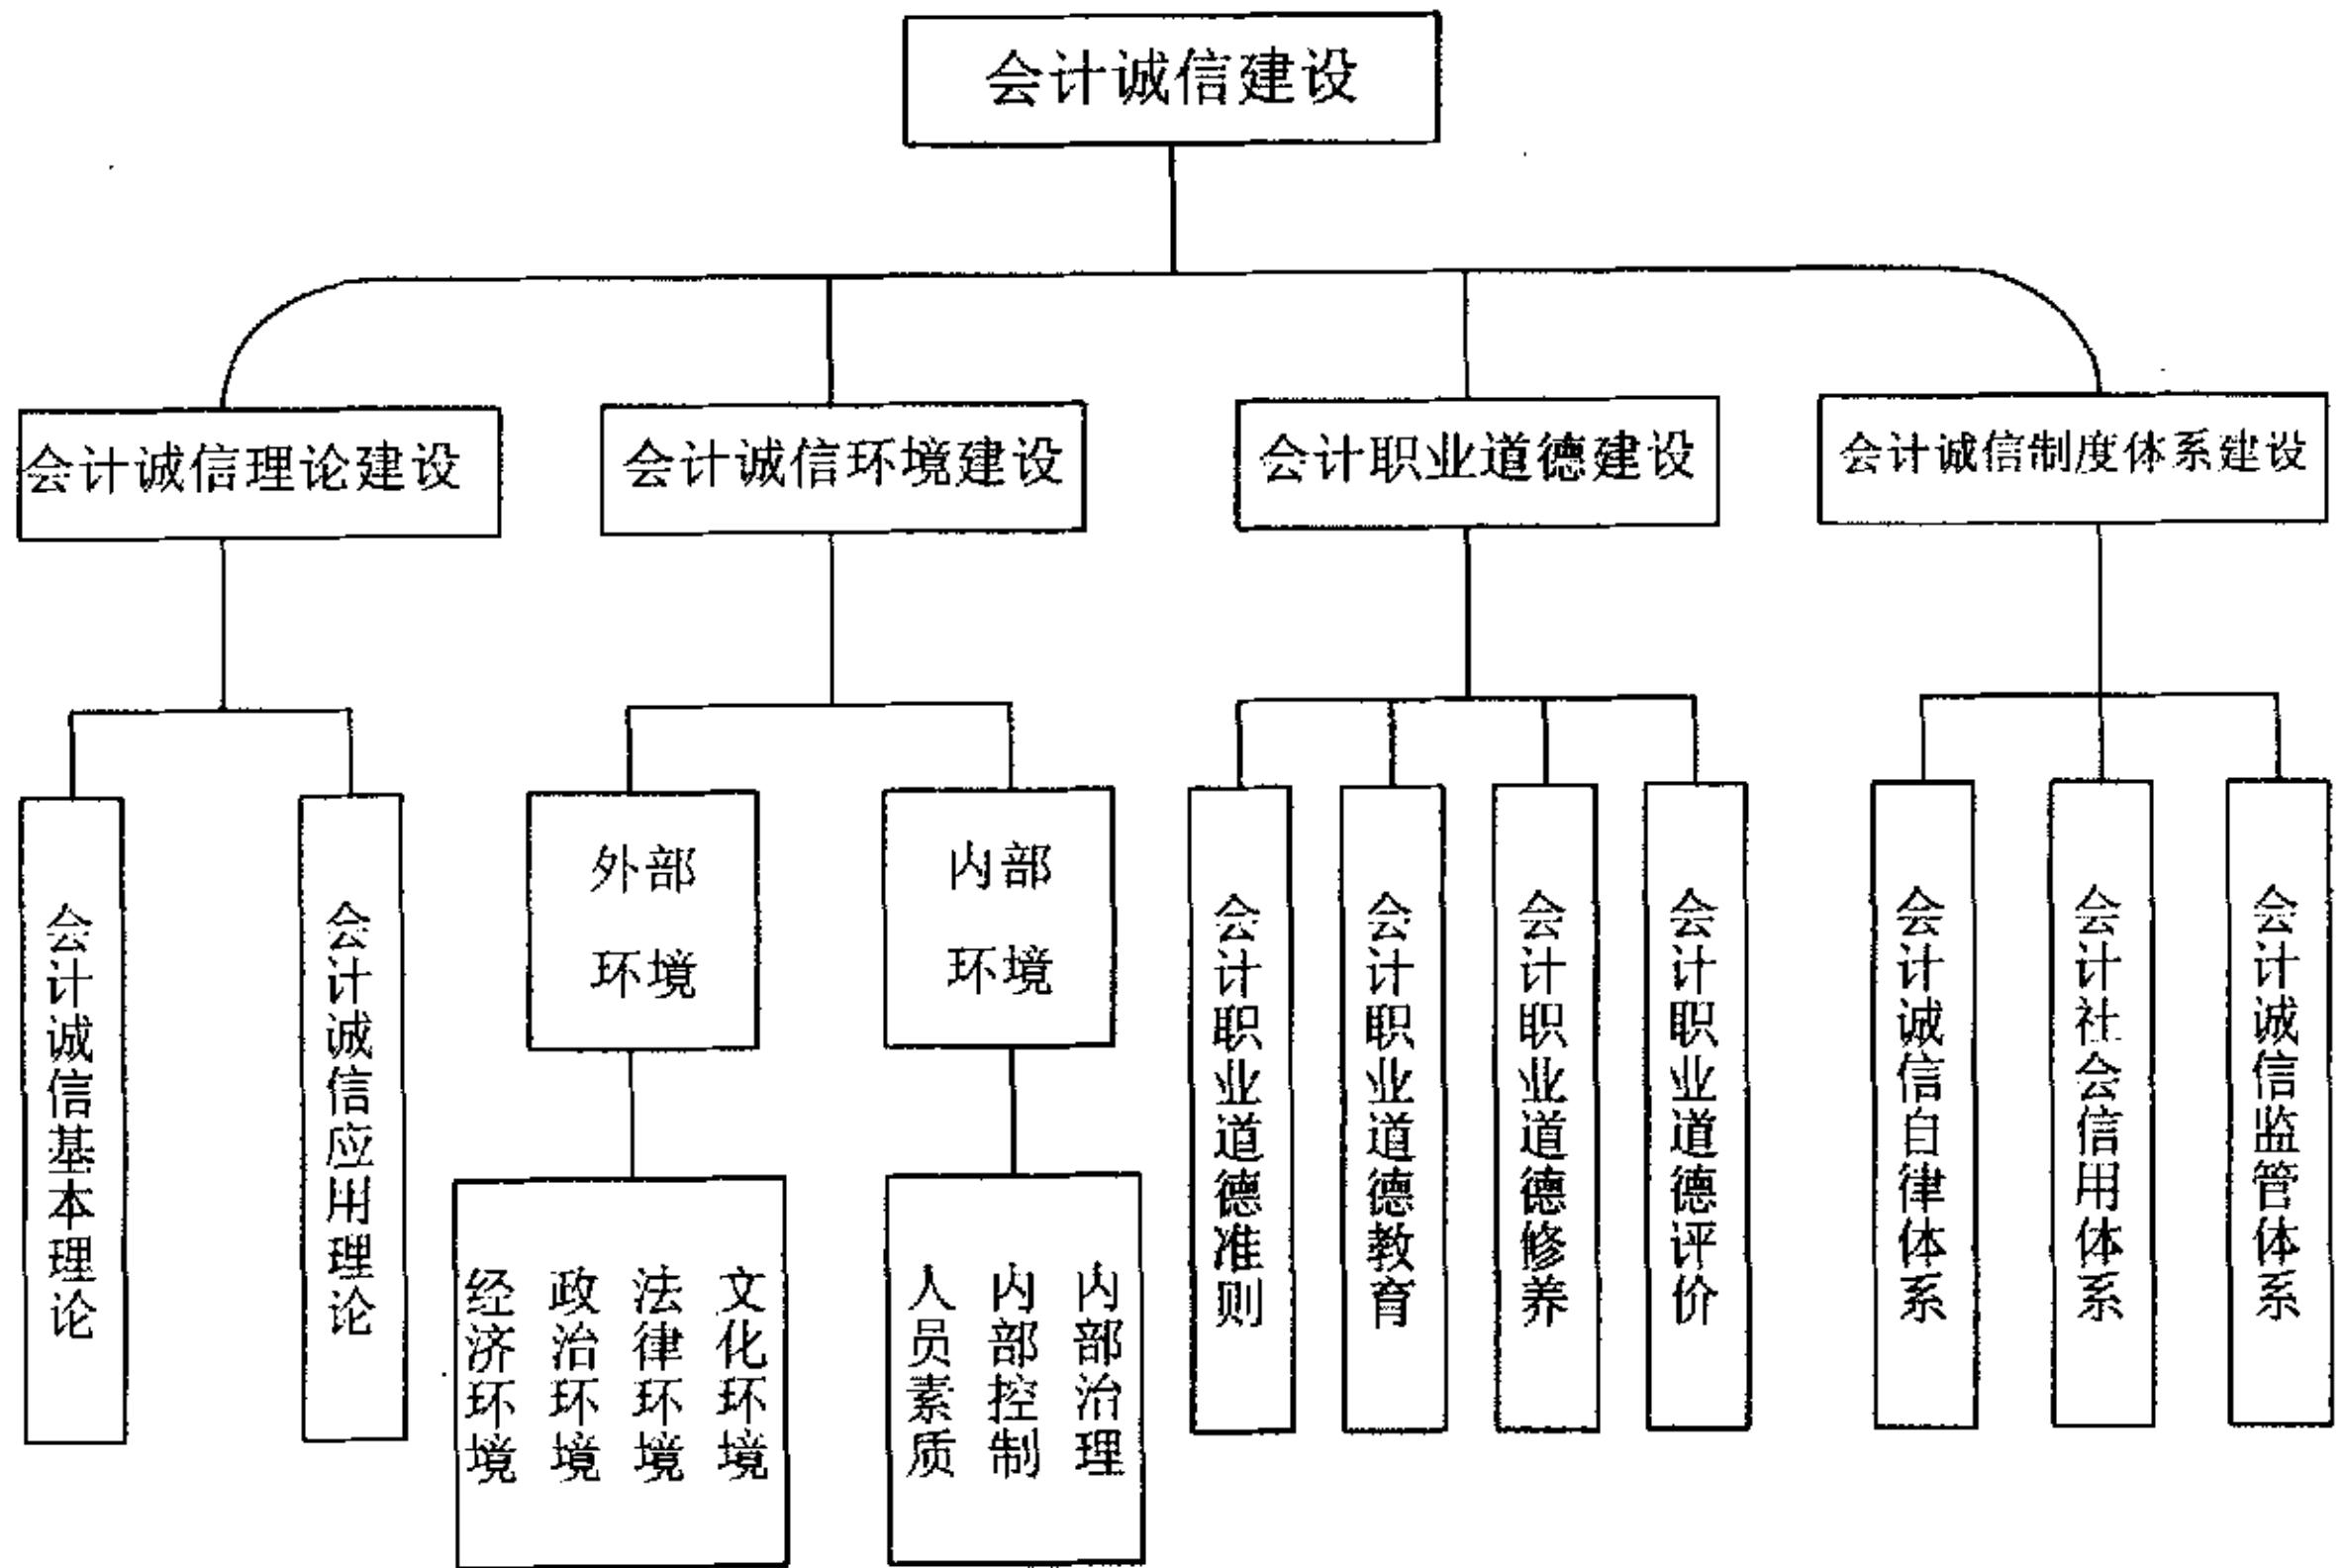 会计诚信建设
会计诚信理论建设
会计诚信环境建设
会计职业道德建设
会计诚信制度体系建设
会计诚信基本理论
会计诚信应用理论
外部
环境
内部
环境
会计职业道德准则
会计职业道德教育
会计职业道德修养
会计职业道德评价
会计诚信自律体系
会计社会信用体系
会计诚信监管体系
经济环境
政治环境
法律环境
文化环境
人员素质
内部控制
内部治理